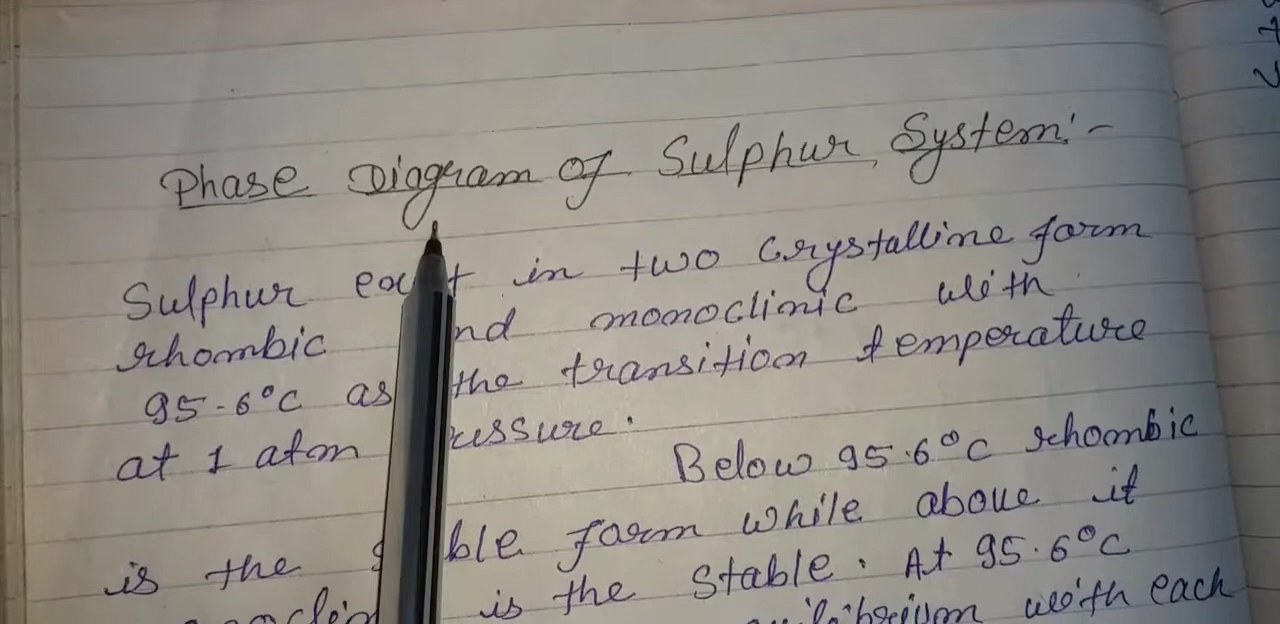 Phase Diagram of Sulphur System:-
Sulphur in two Crystalline form
rhombic monoclinic with
95.6°C as the transition temperature
at 1 atm
Below 95.6°C rhombic
is the form while above it
is the stable. At 95.6°C
with each